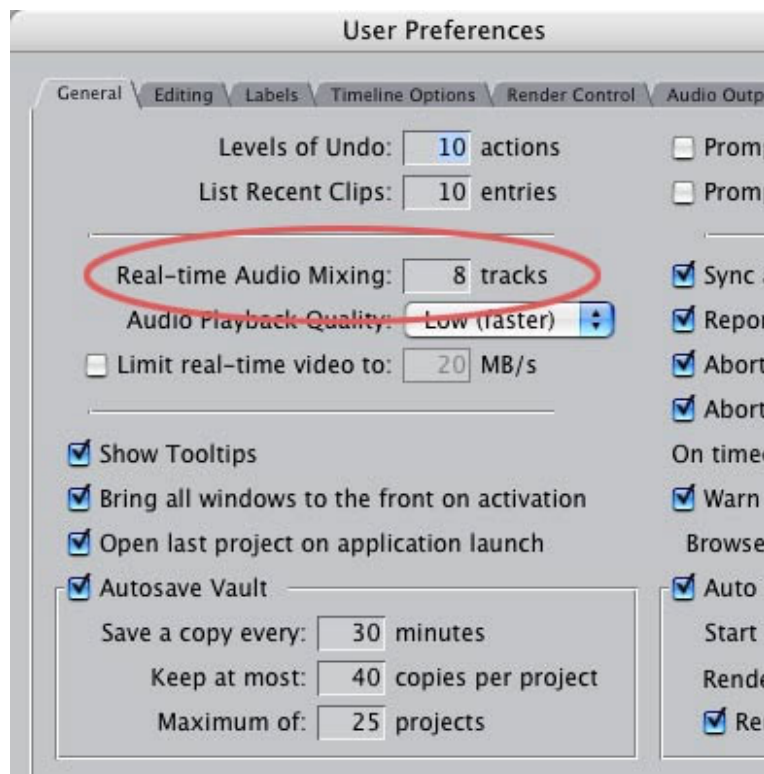 User Preferences
General Editing Labels Timeline Options Render Control Audio Outp
Levels of Undo: 10 actions
List Recent Clips: 10 entries
Real-time Audio Mixing: 8 tracks
Audio Playback Quality: Low (faster)
Limit real-time video to: 20 MB/s
Show Tooltips
Bring all windows to the front on activation
Open last project on application launch
Autosave Vault
Save a copy every: 30 minutes
Keep at most: 40 copies per project
Maximum of: 25 projects
Prom
Prom
Sync
Repor
Abort
Abort
On time
Warn
Browse
Auto
Start
Rende
Re